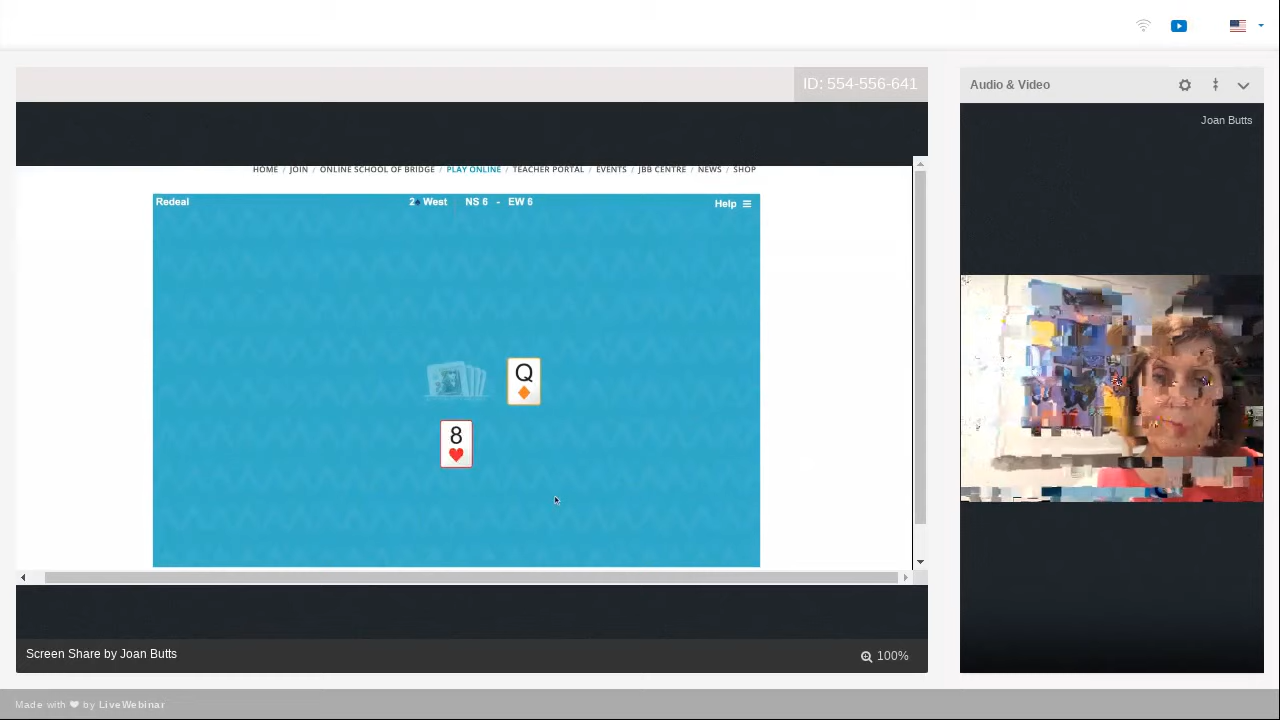 ID: 554-556-641
Audio & Video
Joan Butts
HOME / JOIN / ONLINE SCHOOL OF BRIDGE / PLAY ONLINE / TEACHER PORTAL / EVENTS / JBB CENTRE / NEWS / SHOP
Redeal
2♠ West
NS 6 - EW 6
Help
Q
8
Screen Share by Joan Butts
100%
Made with ❤ by LiveWebinar